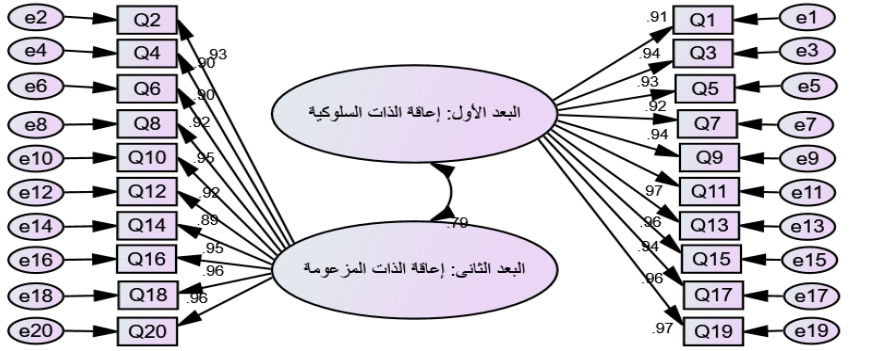 e2 Q2 .93 .91 Q1 e1
e4 Q4 .90 .94 Q3 e3
e6 Q6 .90 .93 Q5 e5
e8 Q8 .92 .92 Q7 e7
البعد الأول: إعاقة الذات السلوكية
e10 Q10 .95 .94 Q9 e9
e12 Q12 .92 .97 Q11 e11
e14 Q14 .89 .79 .96 Q13 e13
e16 Q16 .95 .94 Q15 e15
البعد الثانى: إعاقة الذات المزعومة
e18 Q18 .96 .96 Q17 e17
e20 Q20 .96 .97 Q19 e19